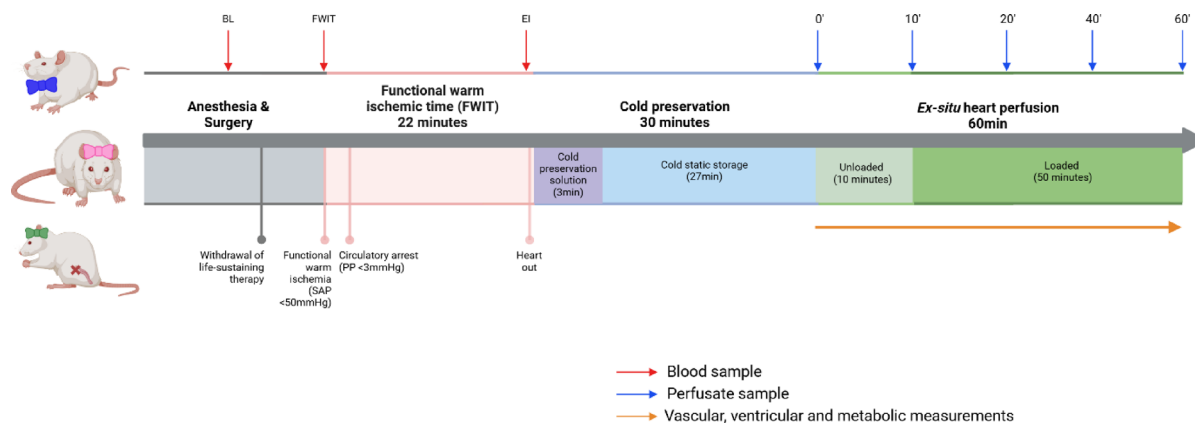 BL
FWIT
EI
0'
10'
20'
40'
60'
Anesthesia &
Surgery
Functional warm
ischemic time (FWIT)
22 minutes
Cold preservation
30 minutes
Ex-situ heart perfusion
60min
Cold
preservation
solution
(3min)
Cold static storage
(27min)
Unloaded
(10 minutes)
Loaded
(50 minutes)
Withdrawal of
life-sustaining
therapy
Functional
warm
ischemia
(SAP
<50mmHg)
Circulatory arrest
(PP <3mmHg)
Heart
out
Blood sample
Perfusate sample
Vascular, ventricular and metabolic measurements